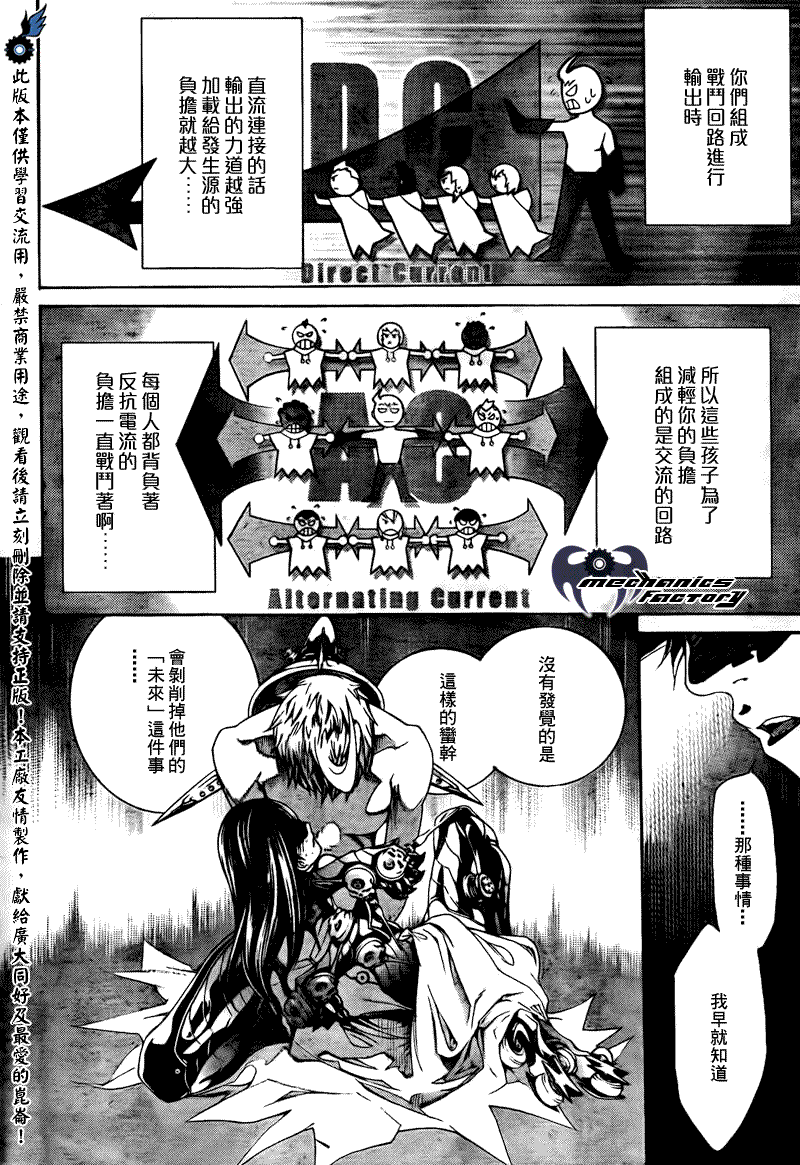 你們組成
戰鬥回路進行
輸出時
DC
直流連接的話
輸出的力道越強
加載給發生源的
負擔就越大……
Direct Current
所以這些孩子為了
減輕你的負擔
組成的是交流的回路
AC
每個人都背負著
反抗電流的
負擔一直戰鬥著啊……
Alternating Current
mechanics
factory
沒有發覺的是
這樣的蠻幹
會剝削掉他們的
「未來」這件事
……
……那種事情…
我早就知道
此版本僅供學習交流用，嚴禁商業用途，觀看後請立刻刪除並請支持正版！本工廠友情製作，獻給廣大同好及最愛的崑崙！